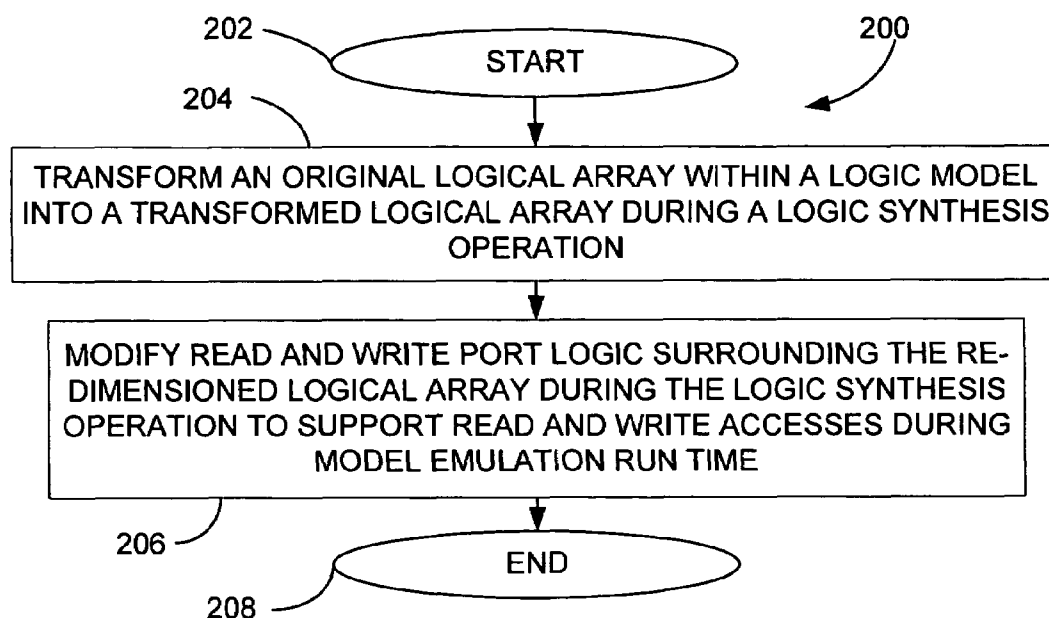 202
START
200
204
TRANSFORM AN ORIGINAL LOGICAL ARRAY WITHIN A LOGIC MODEL
INTO A TRANSFORMED LOGICAL ARRAY DURING A LOGIC SYNTHESIS
OPERATION
MODIFY READ AND WRITE PORT LOGIC SURROUNDING THE RE-
DIMENSIONED LOGICAL ARRAY DURING THE LOGIC SYNTHESIS
OPERATION TO SUPPORT READ AND WRITE ACCESSES DURING
MODEL EMULATION RUN TIME
206
END
208